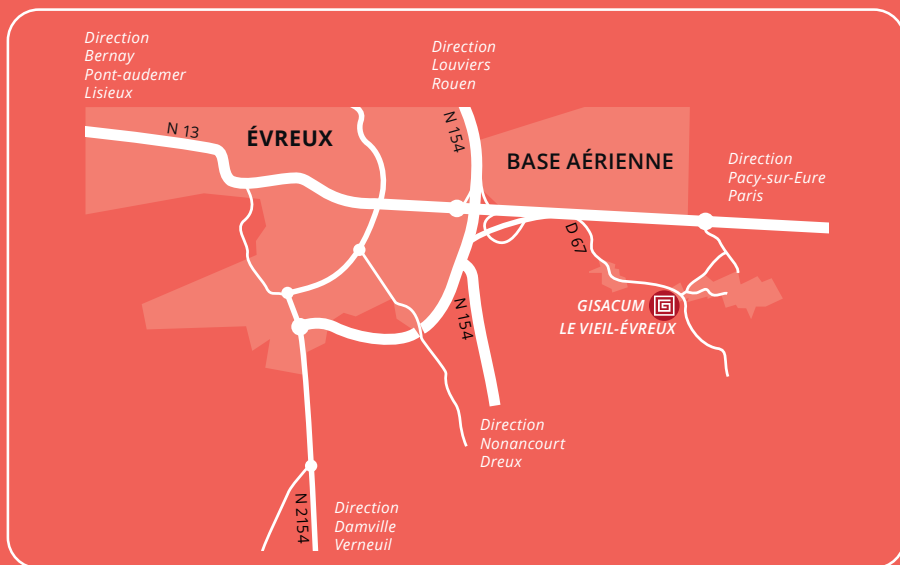 Direction
Bernay
Pont-audemer
Lisieux
Direction
Louviers
Rouen
N 13
ÉVREUX
N 154
BASE AÉRIENNE
Direction
Pacy-sur-Eure
Paris
D 67
GISACUM
LE VIEIL-ÉVREUX
N 154
Direction
Nonancourt
Dreux
N 2154
Direction
Damville
Verneuil